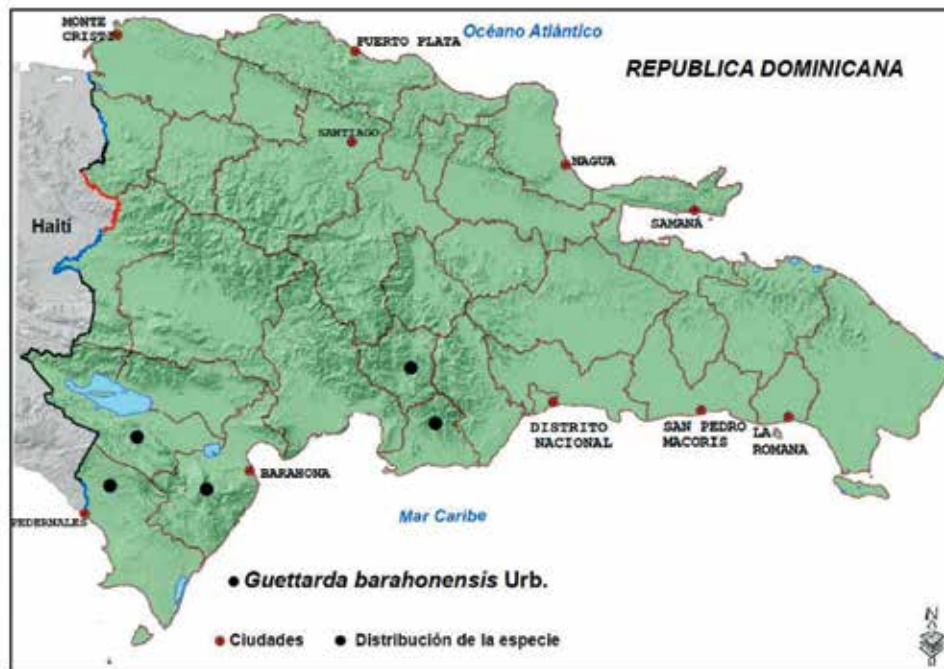 MONTE
CRISTI
Océano Atlántico
PUERTO PLATA
REPUBLICA DOMINICANA
SANTIAGO
NAGUA
Haití
SAMANÁ
DISTRITO
NACIONAL
SAN PEDRO
MACORIS
LA
ROMANA
BARAHONA
PEDERNALES
Mar Caribe
Guettarda barahonensis Urb.
Ciudades
Distribución de la especie
N